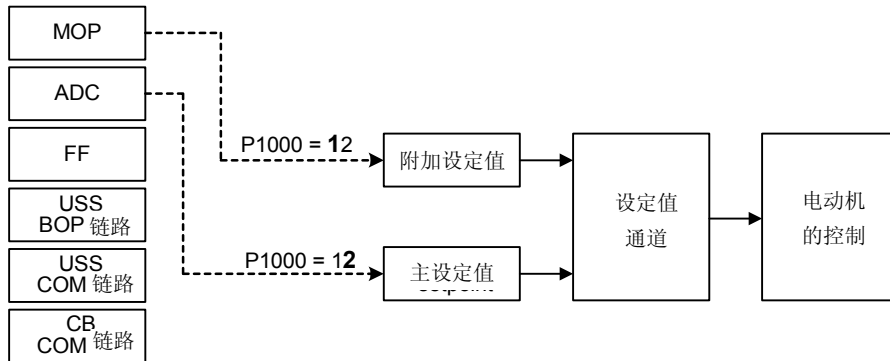 MOP
ADC
FF
USS
BOP 链路
USS
COM 链路
CB
COM 链路
P1000 = 12
附加设定值
P1000 = 12
主设定值
设定值
通道
电动机
的控制